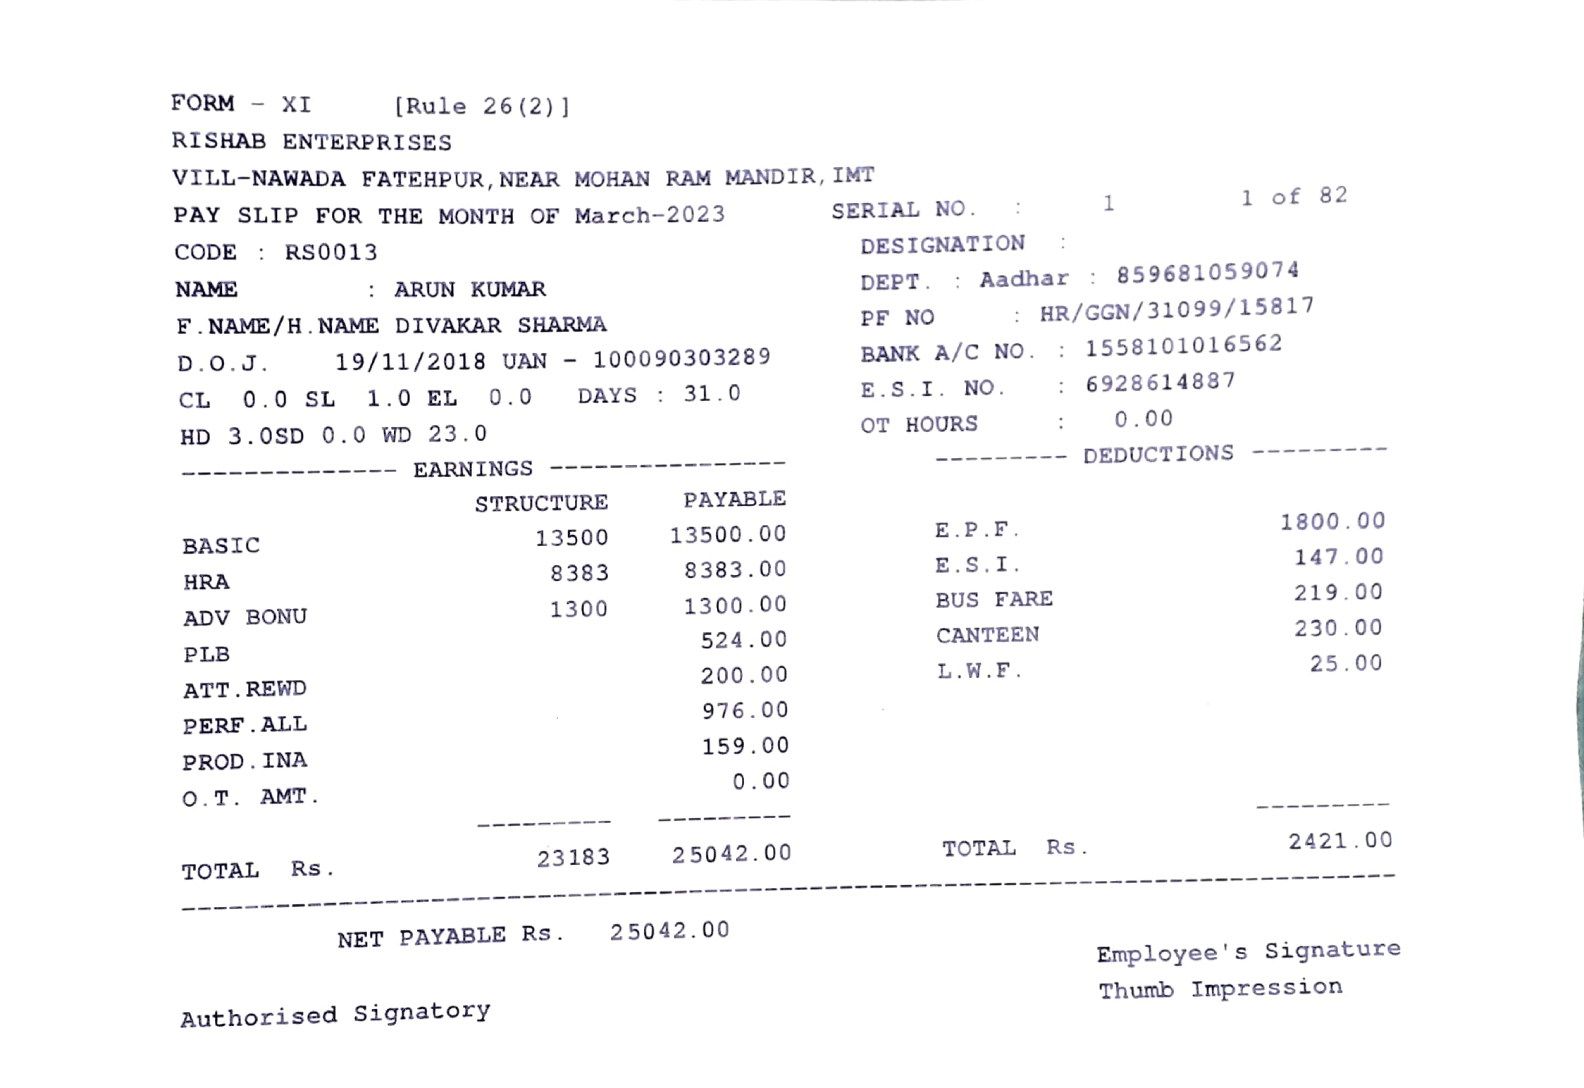 FORM - XI [Rule 26(2)]
RISHAB ENTERPRISES
VILL-NAWADA FATEHPUR,NEAR MOHAN RAM MANDIR,IMT
PAY SLIP FOR THE MONTH OF March-2023 SERIAL NO. : 1 1 of 82
CODE : RS0013 DESIGNATION :
NAME : ARUN KUMAR DEPT. : Aadhar : 859681059074
F.NAME/H.NAME DIVAKAR SHARMA PF NO : HR/GGN/31099/15817
D.O.J. 19/11/2018 UAN - 100090303289 BANK A/C NO. : 1558101016562
CL 0.0 SL 1.0 EL 0.0 DAYS : 31.0 E.S.I. NO. : 6928614887
HD 3.0SD 0.0 WD 23.0 OT HOURS : 0.00
-------------- EARNINGS ---------------- --------- DEDUCTIONS ---------
STRUCTURE PAYABLE
BASIC 13500 13500.00 E.P.F. 1800.00
HRA 8383 8383.00 E.S.I. 147.00
ADV BONU 1300 1300.00 BUS FARE 219.00
PLB 524.00 CANTEEN 230.00
ATT.REWD 200.00 L.W.F. 25.00
PERF.ALL 976.00
PROD.INA 159.00
O.T. AMT. 0.00
TOTAL Rs. 23183 25042.00 TOTAL Rs. 2421.00
NET PAYABLE Rs. 25042.00
Employee's Signature
Thumb Impression
Authorised Signatory